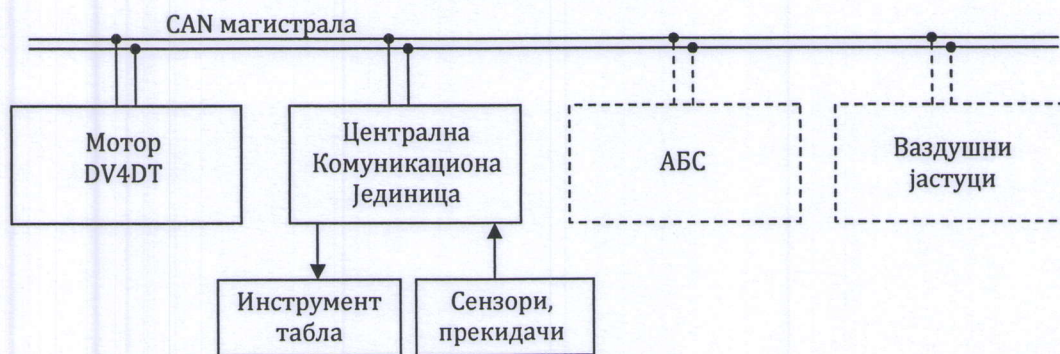 CAN магистрала
Мотор
DV4DT
Централна
Комуникациона
Јединица
АБС
Ваздушни
јастуци
Инструмент
табла
Сензори,
прекидачи